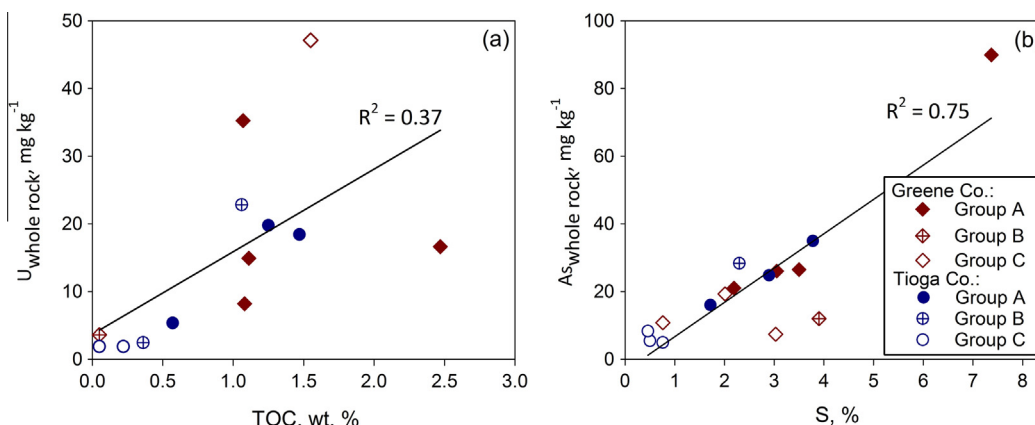 (a)
R² = 0.37
50
40
30
20
10
0
U whole rock, mg kg⁻¹
0.0 0.5 1.0 1.5 2.0 2.5 3.0
TOC, wt. %
(b)
R² = 0.75
100
80
60
40
20
0
As whole rock, mg kg⁻¹
0 1 2 3 4 5 6 7 8
S, %
Greene Co.:
Group A
Group B
Group C
Tioga Co.:
Group A
Group B
Group C